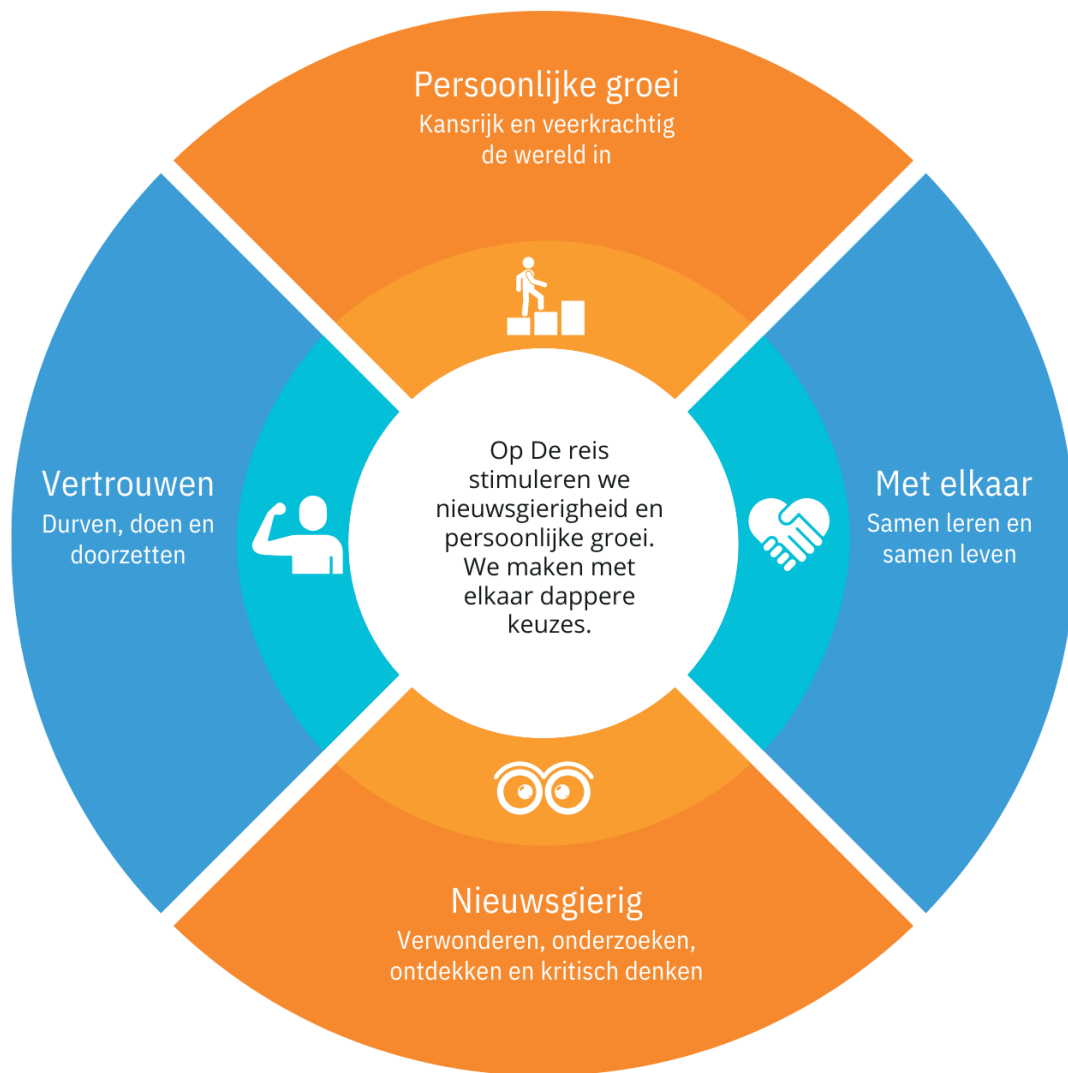 Persoonlijke groei
Kansrijk en veerkrachtig
de wereld in
Vertrouwen
Durven, doen en
doorzetten
Op De reis
stimuleren we
nieuwsgierigheid en
persoonlijke groei.
We maken met
elkaar dappere
keuzes.
Met elkaar
Samen leren en
samen leven
Nieuwsgierig
Verwonderen, onderzoeken,
ontdekken en kritisch denken